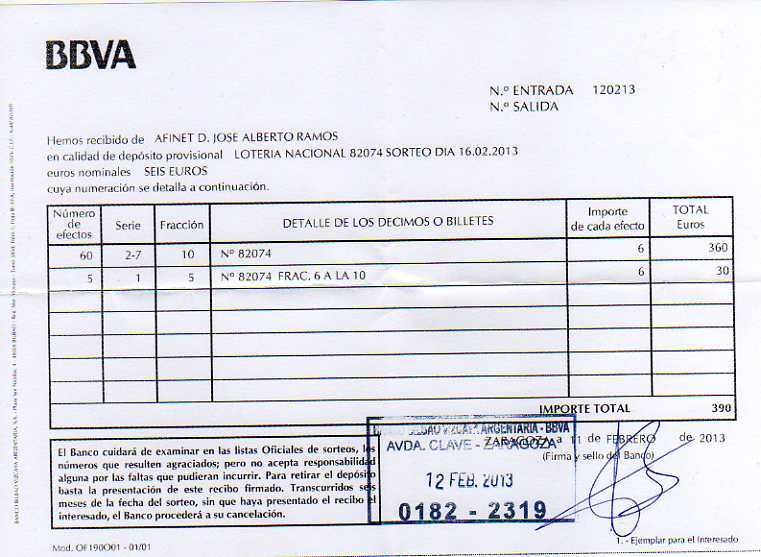 BBVA
N.º ENTRADA 120213
N.º SALIDA
Hemos recibido de AFINET D. JOSE ALBERTO RAMOS
en calidad de depósito provisional LOTERIA NACIONAL 82074 SORTEO DIA 16.02.2013
euros nominales SEIS EUROS
cuya numeración se detalla a continuación.
Número de efectos Serie Fracción DETALLE DE LOS DECIMOS O BILLETES Importe de cada efecto TOTAL Euros
60 2-7 10 Nº 82074 6 360
5 1 5 Nº 82074 FRAC. 6 A LA 10 6 30
IMPORTE TOTAL 390
ARGENTARIA - BBVA
ZARAGOZA a 11 de FEBRERO de 2013
AVDA. CLAVE - ZARAGOZA
(Firma y sello del Banco)
12 FEB. 2013
0182 - 2319
El Banco cuidará de examinar en las listas Oficiales de sorteos, los
números que resulten agraciados; pero no acepta responsabilidad
alguna por las faltas que pudieran incurrir. Para retirar el depósito
basta la presentación de este recibo firmado. Transcurridos seis
meses de la fecha del sorteo, sin que haya presentado el recibo el
interesado, el Banco procederá a su cancelación.
1. - Ejemplar para el Interesado
Mod. OF190O01 - 01/01
BANCO BILBAO VIZCAYA ARGENTARIA, S.A.